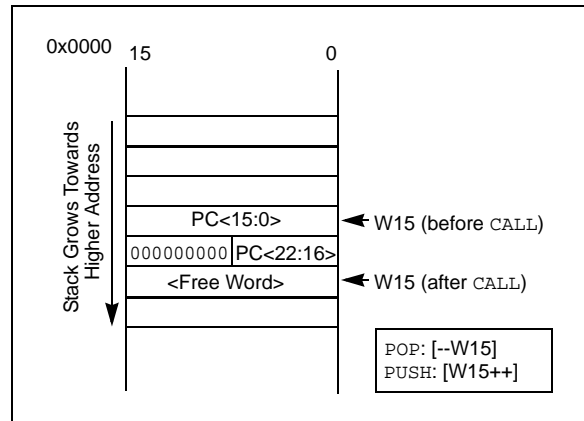 0x0000
15 0
Stack Grows Towards
Higher Address
PC<15:0>
W15 (before CALL)
000000000 PC<22:16>
<Free Word>
W15 (after CALL)
POP: [--W15]
PUSH: [W15++]